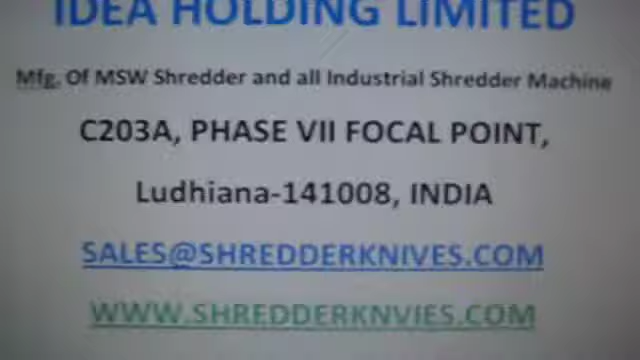 IDEA HOLDING LIMITED
Mfg. Of MSW Shredder and all Industrial Shredder Machine
C203A, PHASE VII FOCAL POINT,
Ludhiana-141008, INDIA
SALES@SHREDDERKNIVES.COM
WWW.SHREDDERKNVIES.COM